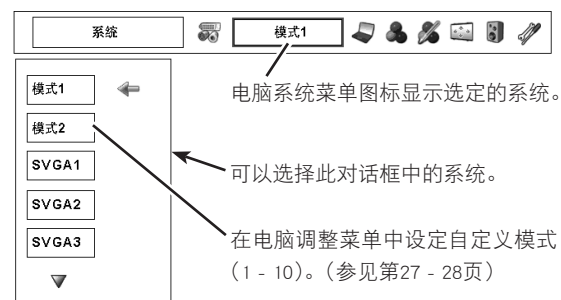 系统
模式1
模式1
模式2
SVGA1
SVGA2
SVGA3
电脑系统菜单图标显示选定的系统。
可以选择此对话框中的系统。
在电脑调整菜单中设定自定义模式
（1 - 10）。（参见第27 - 28页）